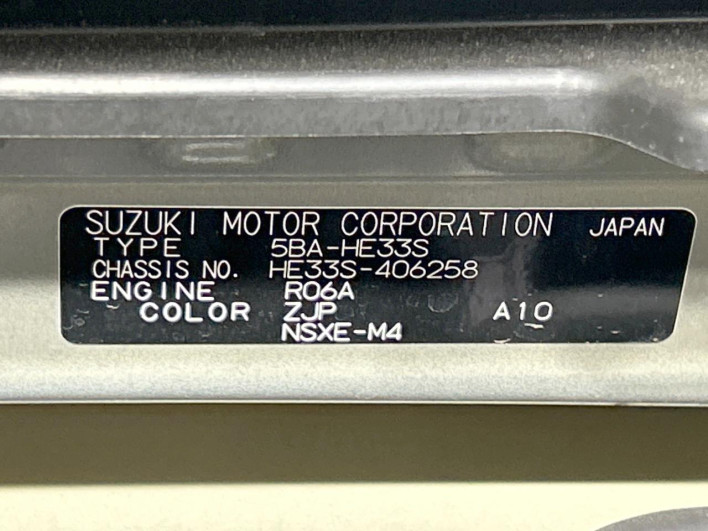 SUZUKI MOTOR CORPORATION JAPAN
TYPE 5BA-HE33S
CHASSIS NO. HE33S-406258
ENGINE R06A
COLOR ZJP A10
NSXE-M4